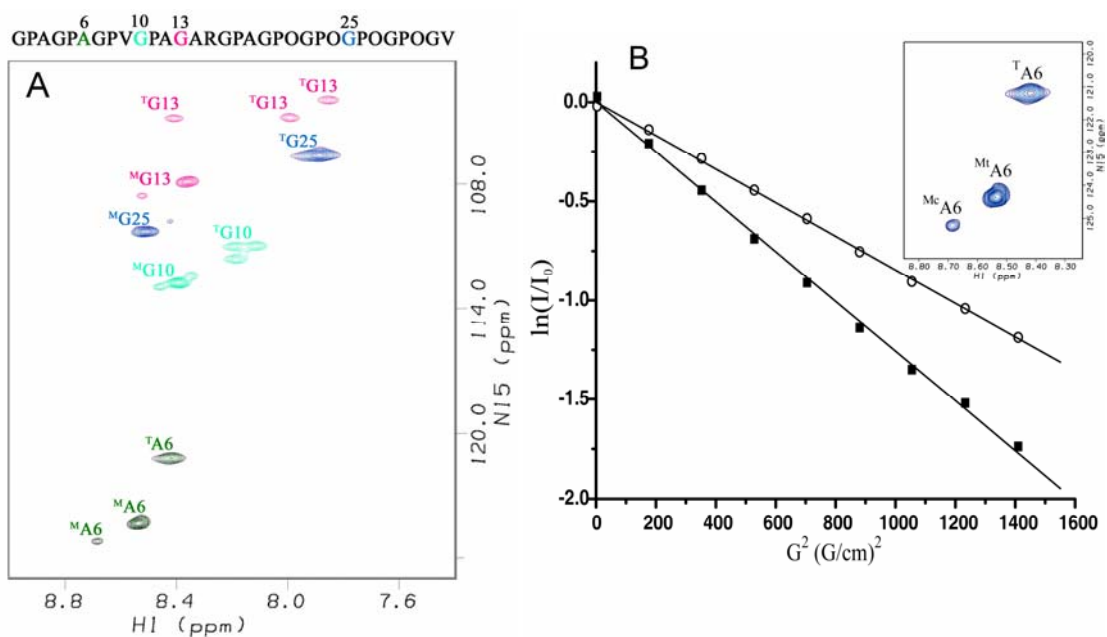 6 10 13 25
GPAGPAGPVGPAGARGPAGPOGPOGPOGPOGV
A
ᵀG13
ᵀG13 ᵀG13
ᵀG25
ᴹG13
ᴹG25
ᵀG10
ᴹG10
ᵀA6
ᴹA6
ᴹA6
108.0
114.0
120.0
N15 (ppm)
8.8 8.4 8.0 7.6
H1 (ppm)
B
0.0
-0.5
-1.0
-1.5
-2.0
ln(I/I₀)
0 200 400 600 800 1000 1200 1400 1600
G² (G/cm)²
ᵀA6
ᴹᵗA6
ᴹᶜA6
120.0
121.0
122.0
123.0
124.0
125.0
N15 (ppm)
8.80 8.70 8.60 8.50 8.40 8.30
H1 (ppm)